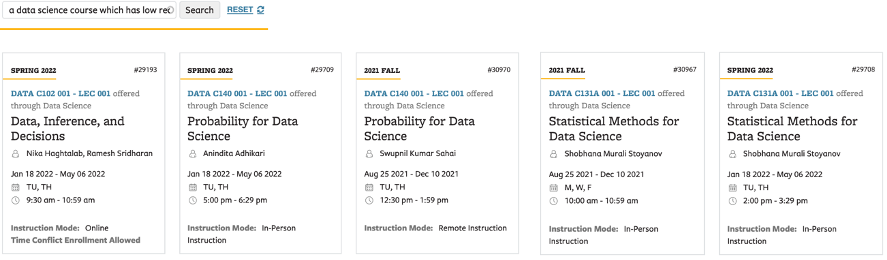 a data science course which has low re
Search
RESET
SPRING 2022
#29193
DATA C102 001 - LEC 001 offered
through Data Science
Data, Inference, and
Decisions
Nika Haghtalab, Ramesh Sridharan
Jan 18 2022 - May 06 2022
TU, TH
9:30 am - 10:59 am
Instruction Mode: Online
Time Conflict Enrollment Allowed
SPRING 2022
#29709
DATA C140 001 - LEC 001 offered
through Data Science
Probability for Data
Science
Anindita Adhikari
Jan 18 2022 - May 06 2022
TU, TH
5:00 pm - 6:29 pm
Instruction Mode: In-Person
Instruction
2021 FALL
#30970
DATA C140 001 - LEC 001 offered
through Data Science
Probability for Data
Science
Swupnil Kumar Sahai
Aug 25 2021 - Dec 10 2021
TU, TH
12:30 pm - 1:59 pm
Instruction Mode: Remote Instruction
2021 FALL
#30967
DATA C131A 001 - LEC 001 offered
through Data Science
Statistical Methods for
Data Science
Shobhana Murali Stoyanov
Aug 25 2021 - Dec 10 2021
M, W, F
10:00 am - 10:59 am
Instruction Mode: In-Person
Instruction
SPRING 2022
#29708
DATA C131A 001 - LEC 001 offered
through Data Science
Statistical Methods for
Data Science
Shobhana Murali Stoyanov
Jan 18 2022 - May 06 2022
TU, TH
2:00 pm - 3:29 pm
Instruction Mode: In-Person
Instruction